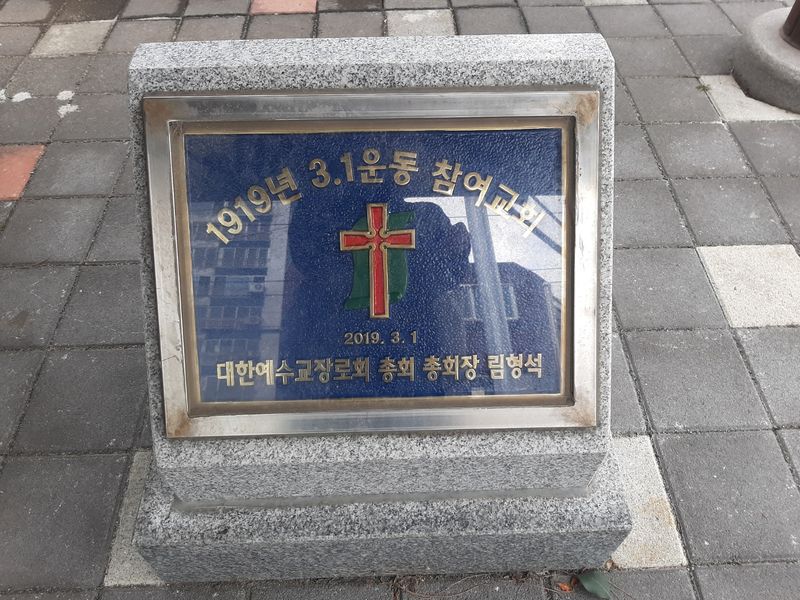 1919년 3.1운동 참여교회
2019. 3. 1
대한예수교장로회 총회 총회장 림형석